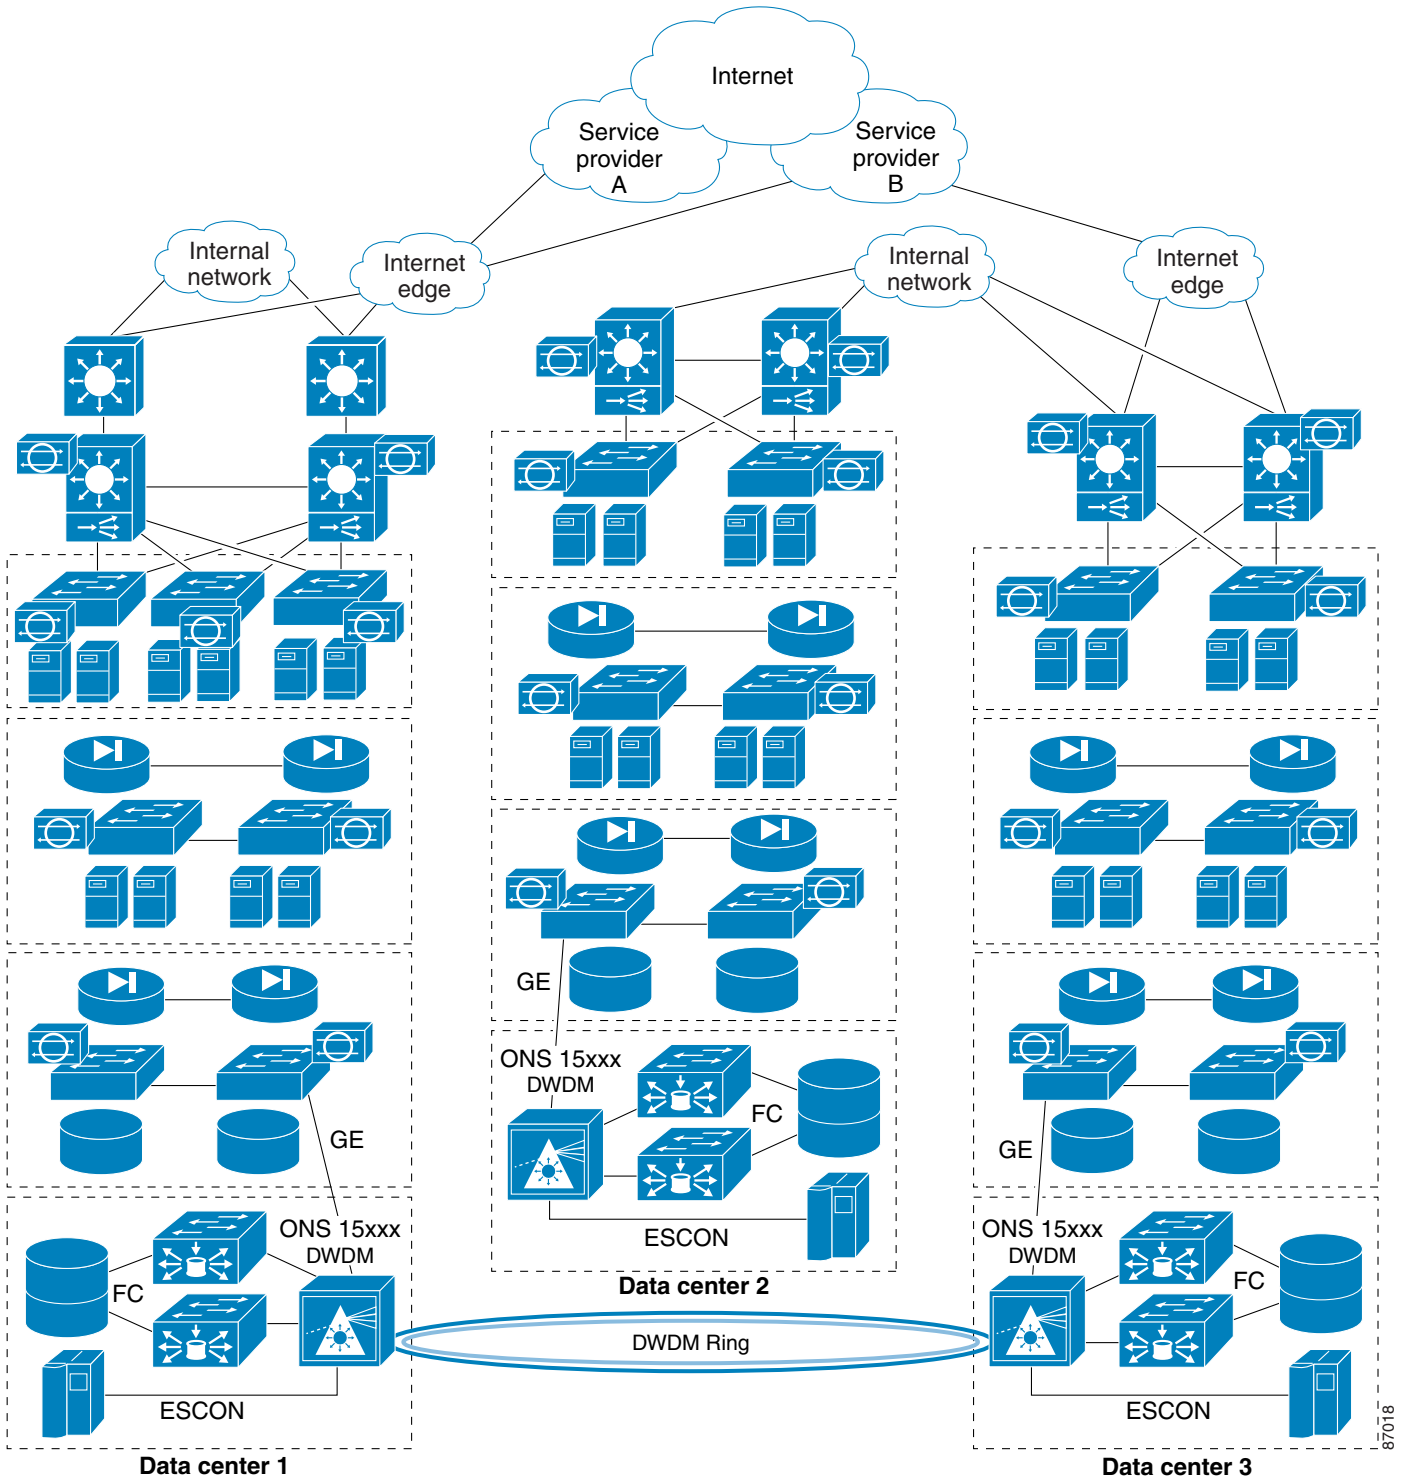 Internet
Service
provider
A
Service
provider
B
Internal
network
Internet
edge
Internal
network
Internet
edge
GE
ONS 15xxx
DWDM
FC
ESCON
Data center 2
GE
ONS 15xxx
DWDM
FC
ESCON
Data center 1
DWDM Ring
GE
ONS 15xxx
DWDM
FC
ESCON
Data center 3
87018